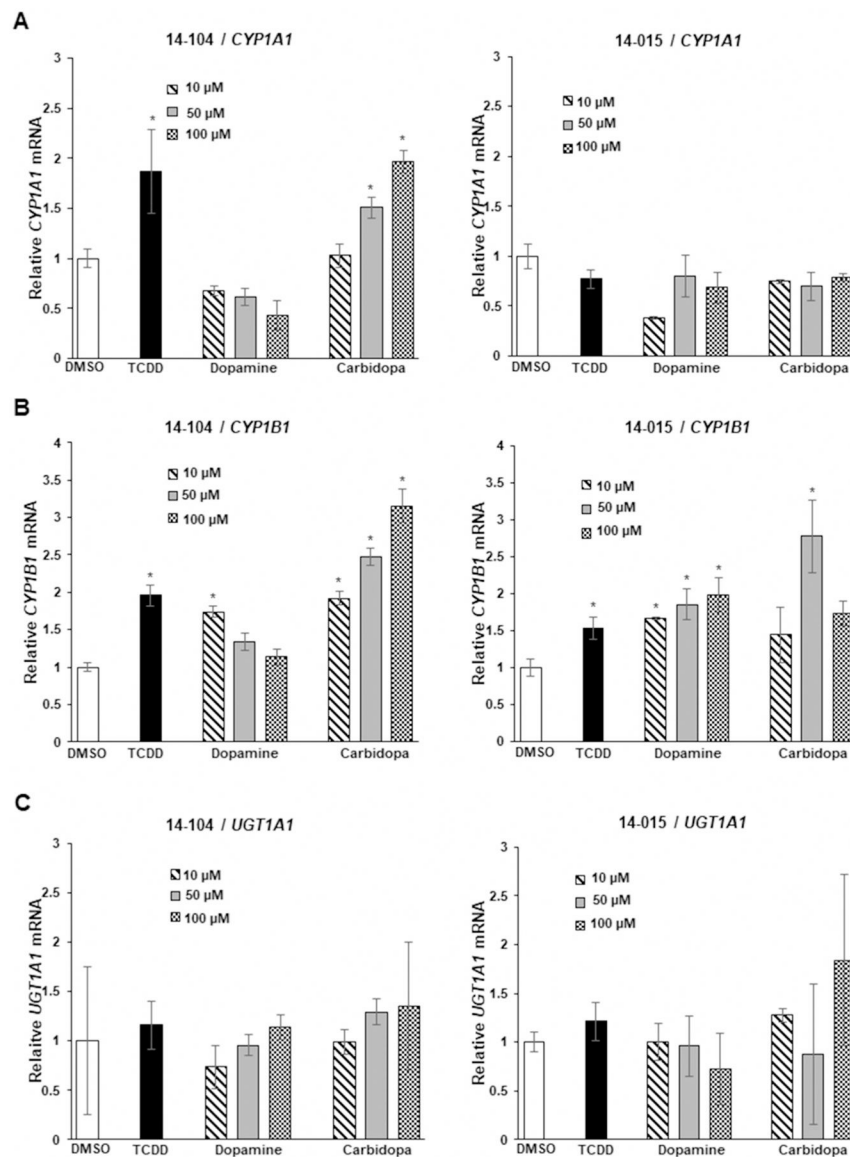 A
14-104 / CYP1A1
14-015 / CYP1A1
Relative CYP1A1 mRNA
3
2.5
2
1.5
1
0.5
0
10 µM
50 µM
100 µM
*
*
*
DMSO
TCDD
Dopamine
Carbidopa
Relative CYP1A1 mRNA
3
2.5
2
1.5
1
0.5
0
10 µM
50 µM
100 µM
DMSO
TCDD
Dopamine
Carbidopa
B
14-104 / CYP1B1
14-015 / CYP1B1
Relative CYP1B1 mRNA
4
3.5
3
2.5
2
1.5
1
0.5
0
10 µM
50 µM
100 µM
*
*
*
*
*
DMSO
TCDD
Dopamine
Carbidopa
Relative CYP1B1 mRNA
4
3.5
3
2.5
2
1.5
1
0.5
0
10 µM
50 µM
100 µM
*
*
*
*
*
DMSO
TCDD
Dopamine
Carbidopa
C
14-104 / UGT1A1
14-015 / UGT1A1
Relaitve UGT1A1 mRNA
3
2.5
2
1.5
1
0.5
0
10 µM
50 µM
100 µM
DMSO
TCDD
Dopamine
Carbidopa
Relative UGT1A1 mRNA
3
2.5
2
1.5
1
0.5
0
10 µM
50 µM
100 µM
DMSO
TCDD
Dopamine
Carbidopa